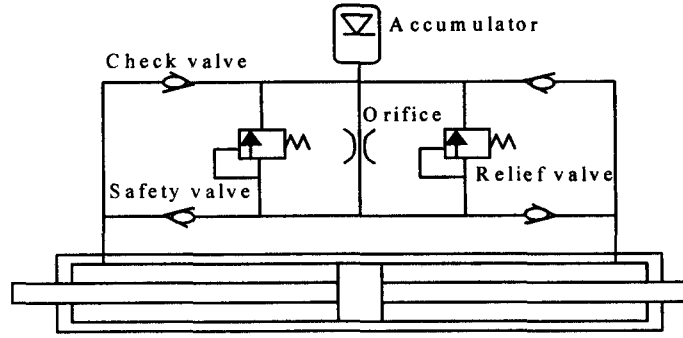 Accumulator
Check valve
Orifice
Safety valve
Relief valve